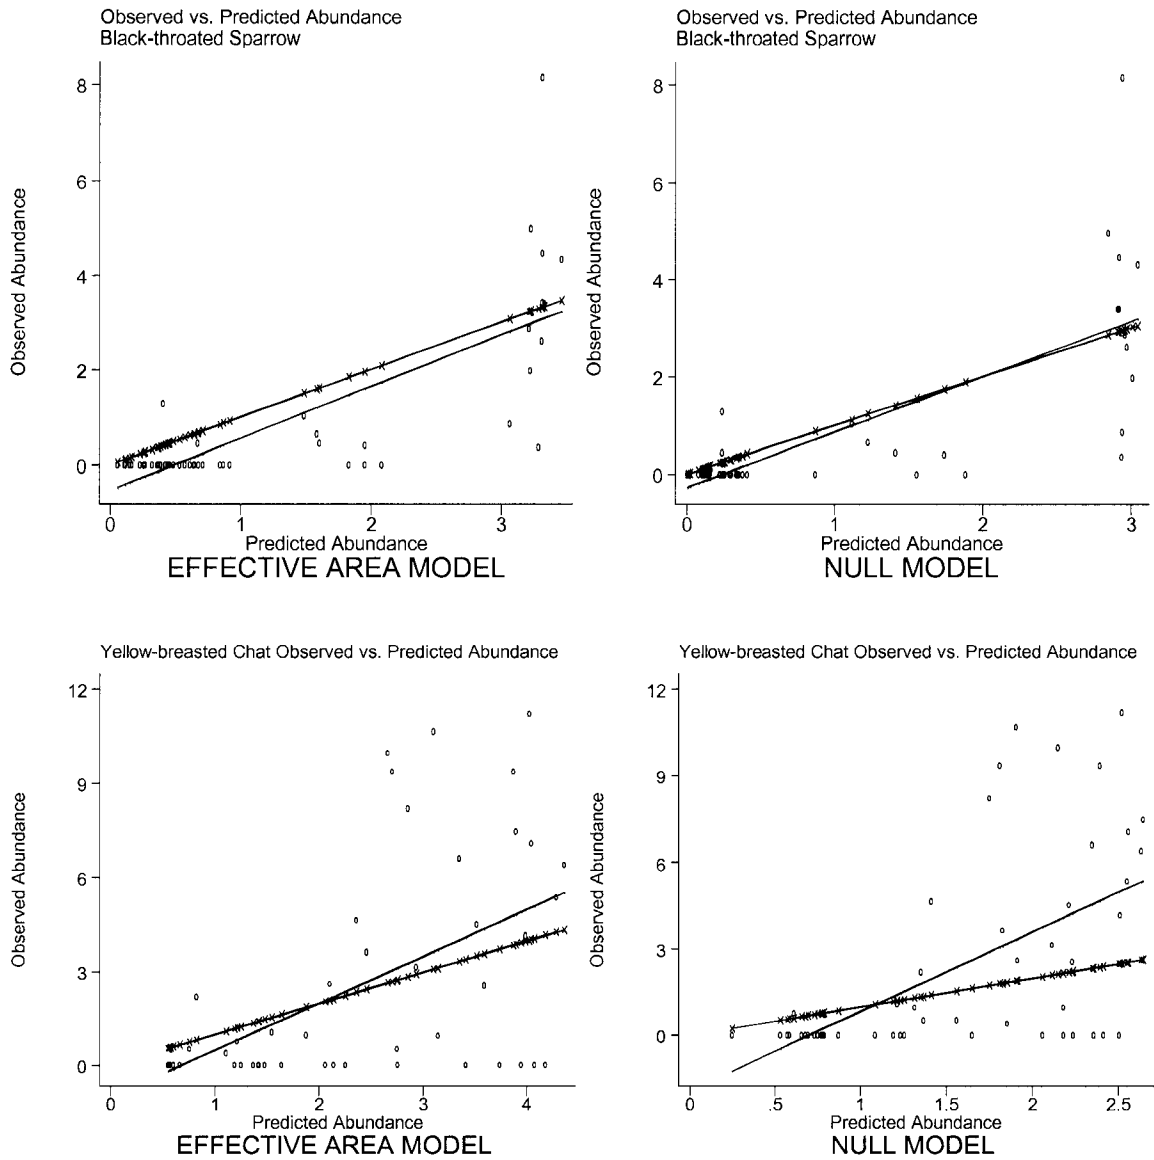 Observed vs. Predicted Abundance
Black-throated Sparrow
Observed Abundance
8
6
4
2
0
0 1 2 3
Predicted Abundance
EFFECTIVE AREA MODEL
Observed vs. Predicted Abundance
Black-throated Sparrow
Observed Abundance
8
6
4
2
0
0 1 2 3
Predicted Abundance
NULL MODEL
Yellow-breasted Chat Observed vs. Predicted Abundance
Observed Abundance
12
9
6
3
0
0 1 2 3 4
Predicted Abundance
EFFECTIVE AREA MODEL
Yellow-breasted Chat Observed vs. Predicted Abundance
Observed Abundance
12
9
6
3
0
0 .5 1 1.5 2 2.5
Predicted Abundance
NULL MODEL